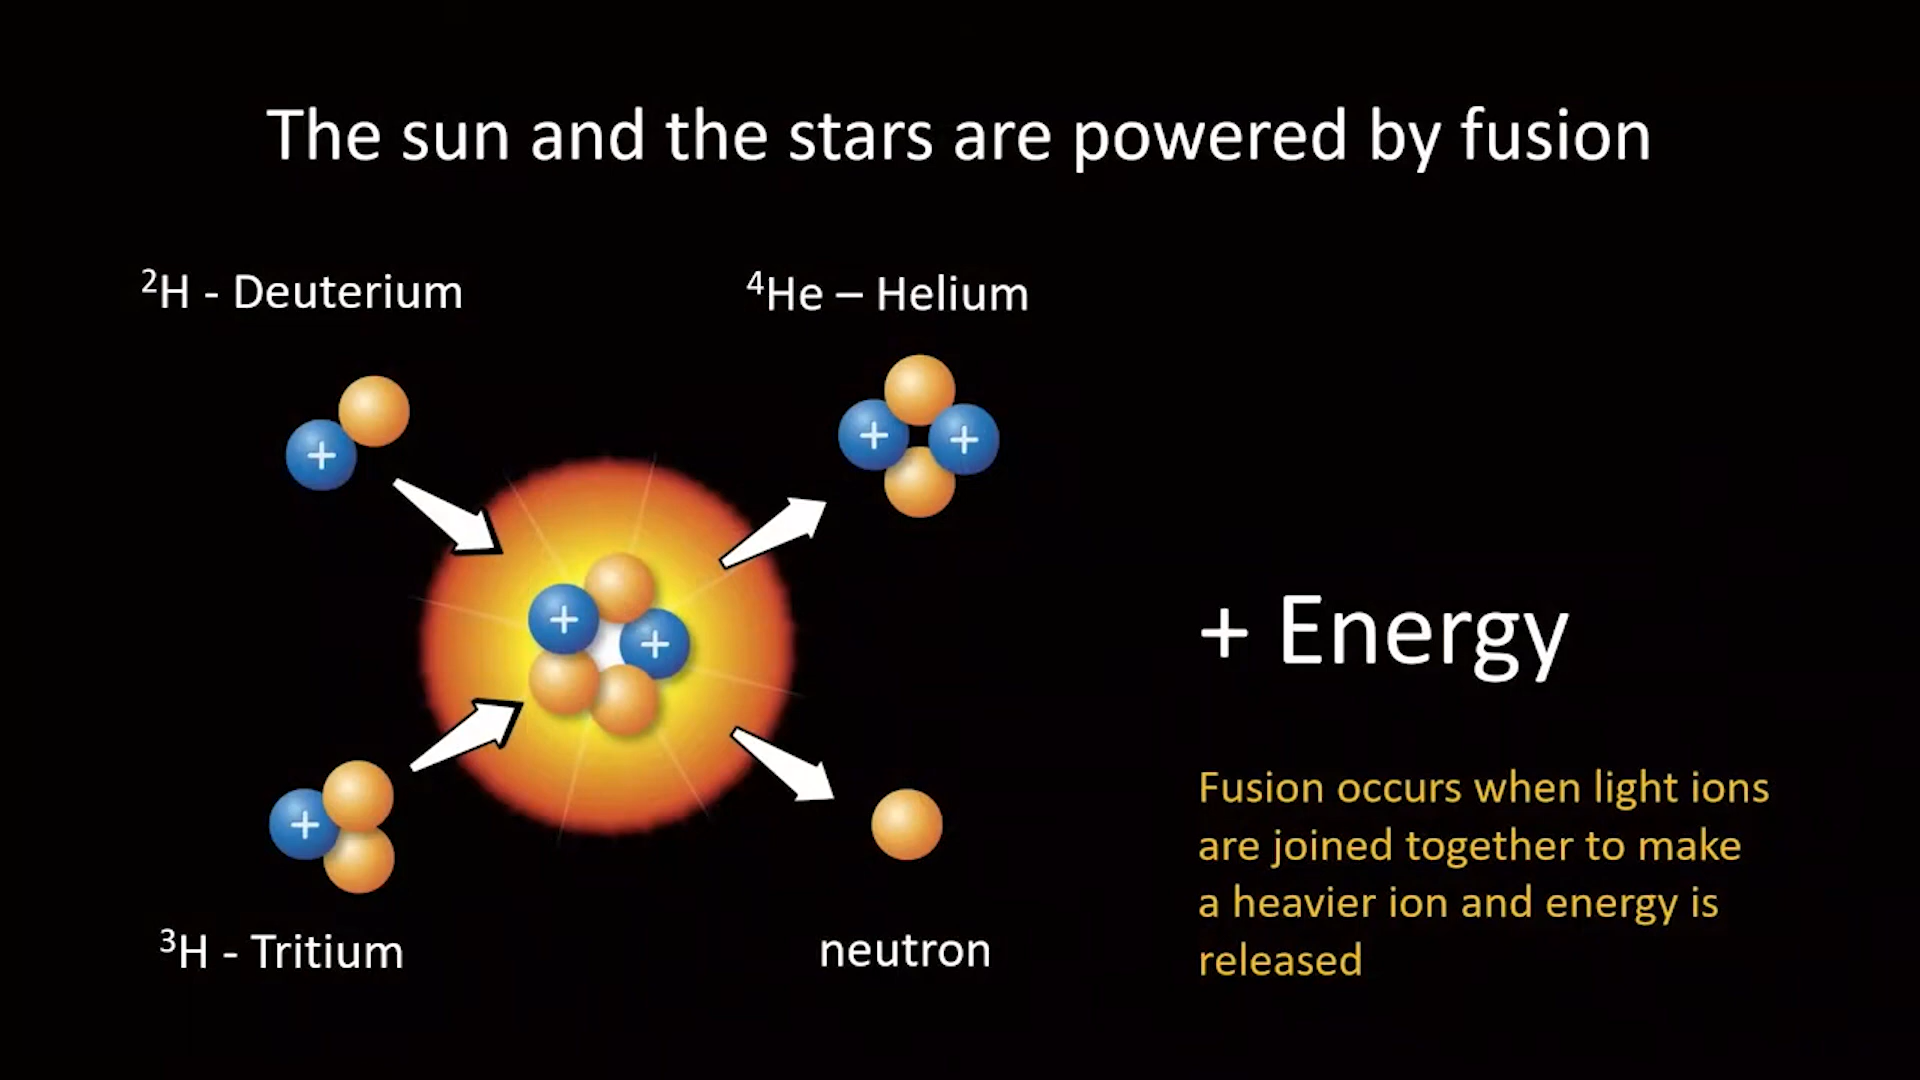 The sun and the stars are powered by fusion
²H - Deuterium
⁴He – Helium
+
+
+
+
+
+
³H - Tritium
neutron
+ Energy
Fusion occurs when light ions
are joined together to make
a heavier ion and energy is
released